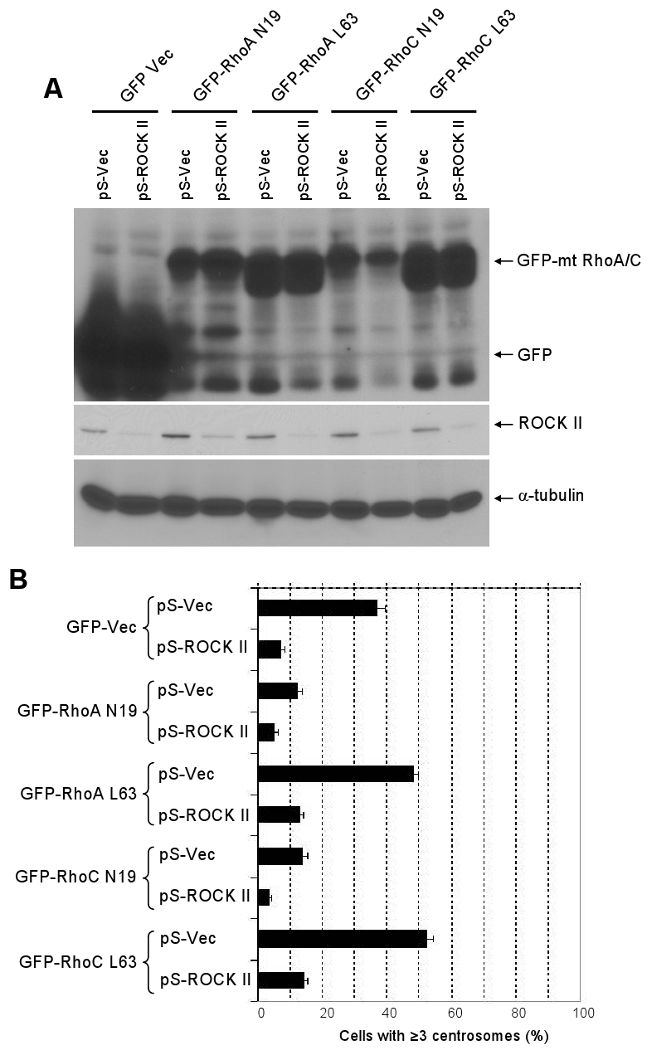 A
GFP Vec
GFP-RhoA N19
GFP-RhoA L63
GFP-RhoC N19
GFP-RhoC L63
pS-Vec
pS-ROCK II
pS-Vec
pS-ROCK II
pS-Vec
pS-ROCK II
pS-Vec
pS-ROCK II
pS-Vec
pS-ROCK II
GFP-mt RhoA/C
GFP
ROCK II
α-tubulin
B
GFP-Vec
pS-Vec
pS-ROCK II
GFP-RhoA N19
pS-Vec
pS-ROCK II
GFP-RhoA L63
pS-Vec
pS-ROCK II
GFP-RhoC N19
pS-Vec
pS-ROCK II
GFP-RhoC L63
pS-Vec
pS-ROCK II
0 20 40 60 80 100
Cells with ≥3 centrosomes (%)